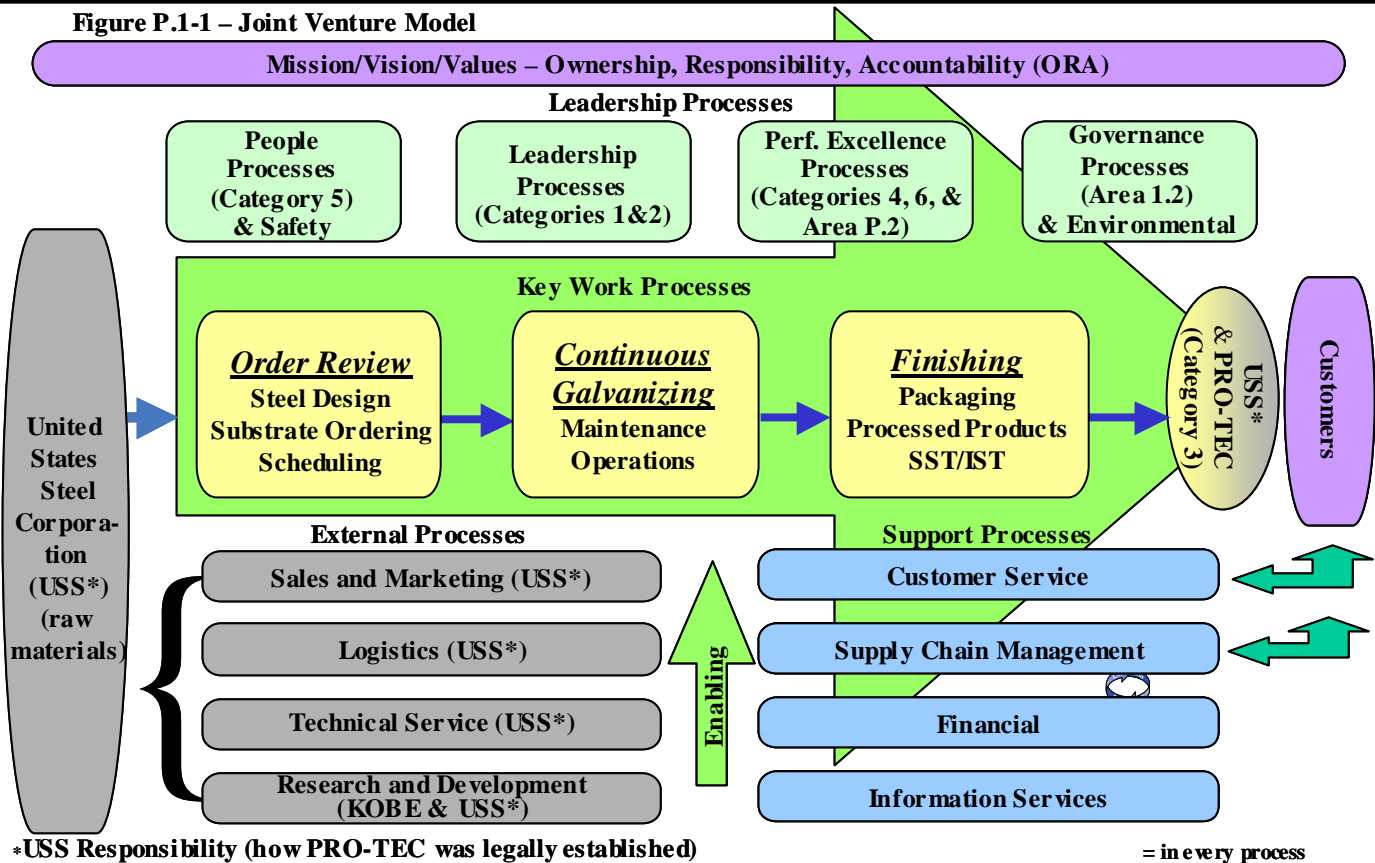 Figure P.1-1 – Joint Venture Model
Mission/Vision/Values – Ownership, Responsibility, Accountability (ORA)
Leadership Processes
People
Processes
(Category 5)
& Safety
Leadership
Processes
(Categories 1&2)
Perf. Excellence
Processes
(Categories 4, 6, &
Area P.2)
Governance
Processes
(Area 1.2)
& Environmental
Key Work Processes
United
States
Steel
Corpora-
tion
(USS*)
(raw
materials)
Order Review
Steel Design
Substrate Ordering
Scheduling
Continuous
Galvanizing
Maintenance
Operations
Finishing
Packaging
Processed Products
SST/IST
USS*
& PRO-TEC
(Category 3)
Customers
External Processes
Sales and Marketing (USS*)
Logistics (USS*)
Technical Service (USS*)
Research and Development
(KOBE & USS*)
Enabling
Support Processes
Customer Service
Supply Chain Management
Financial
Information Services
*USS Responsibility (how PRO-TEC was legally established)
= in every process